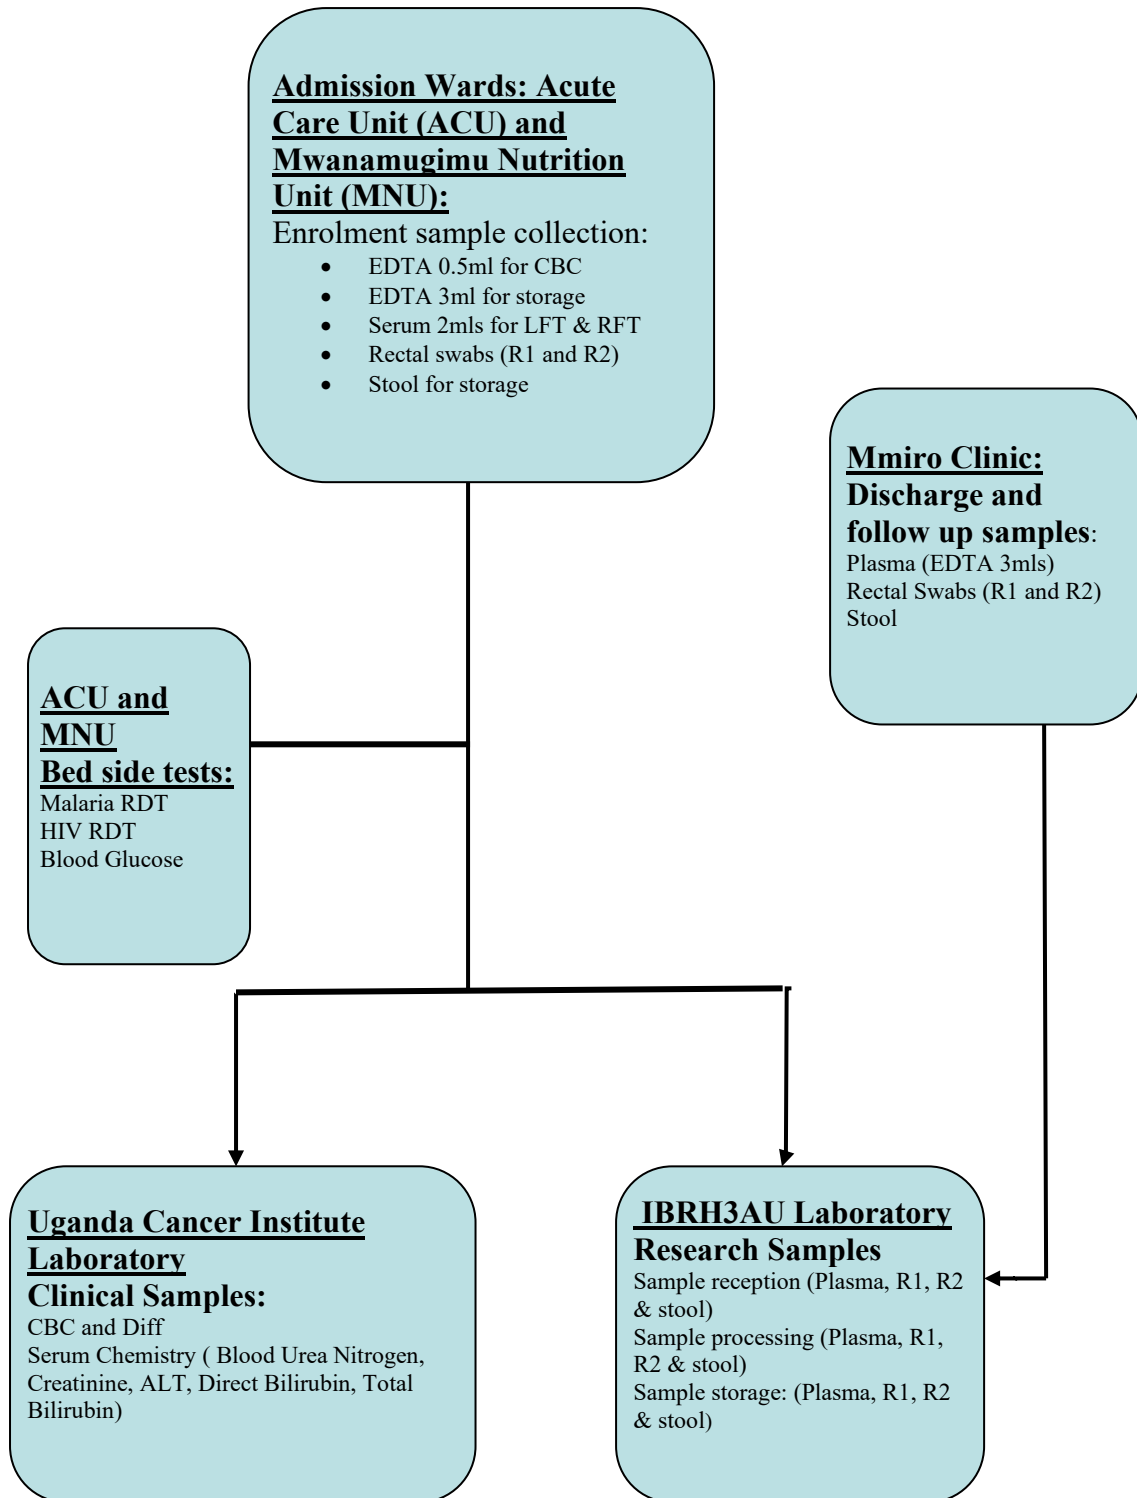 Admission Wards: Acute
Care Unit (ACU) and
Mwanamugimu Nutrition
Unit (MNU):
Enrolment sample collection:
• EDTA 0.5ml for CBC
• EDTA 3ml for storage
• Serum 2mls for LFT & RFT
• Rectal swabs (R1 and R2)
• Stool for storage
Mmiro Clinic:
Discharge and
follow up samples:
Plasma (EDTA 3mls)
Rectal Swabs (R1 and R2)
Stool
ACU and
MNU
Bed side tests:
Malaria RDT
HIV RDT
Blood Glucose
Uganda Cancer Institute
Laboratory
Clinical Samples:
CBC and Diff
Serum Chemistry ( Blood Urea Nitrogen,
Creatinine, ALT, Direct Bilirubin, Total
Bilirubin)
IBRH3AU Laboratory
Research Samples
Sample reception (Plasma, R1, R2
& stool)
Sample processing (Plasma, R1,
R2 & stool)
Sample storage: (Plasma, R1, R2
& stool)